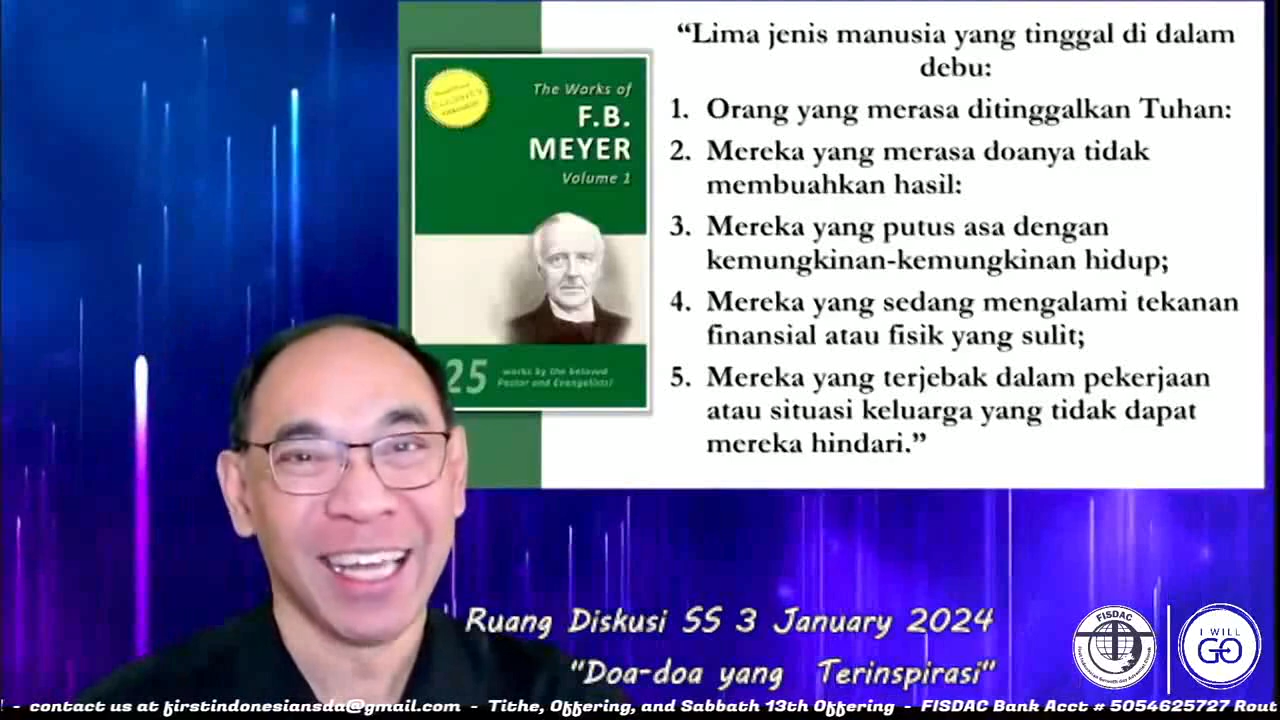 “Lima jenis manusia yang tinggal di dalam
debu:
1. Orang yang merasa ditinggalkan Tuhan:
2. Mereka yang merasa doanya tidak
membuahkan hasil:
3. Mereka yang putus asa dengan
kemungkinan-kemungkinan hidup;
4. Mereka yang sedang mengalami tekanan
finansial atau fisik yang sulit;
5. Mereka yang terjebak dalam pekerjaan
atau situasi keluarga yang tidak dapat
mereka hindari.”
The Works of
F.B.
MEYER
Volume 1
25 works by the beloved
Pastor and Evangelists!
Ruang Diskusi SS 3 January 2024
"Doa-doa yang Terinspirasi"
FISDAC
I WILL
GO
- contact us at firstindonesiansda@gmail.com - Tithe, Offering, and Sabbath 13th Offering - FISDAC Bank Acct # 5054625727 Rout